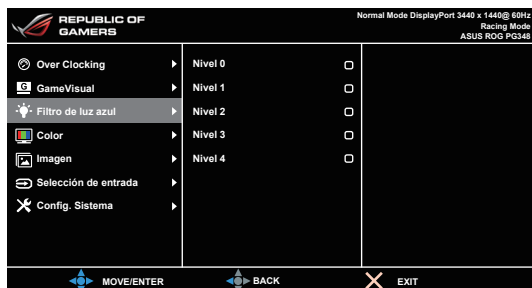 REPUBLIC OF
GAMERS
Normal Mode DisplayPort 3440 x 1440@ 60Hz
Racing Mode
ASUS ROG PG348
Over Clocking
G GameVisual
Filtro de luz azul
Color
Imagen
Selección de entrada
Config. Sistema
Nivel 0
Nivel 1
Nivel 2
Nivel 3
Nivel 4
MOVE/ENTER
BACK
EXIT